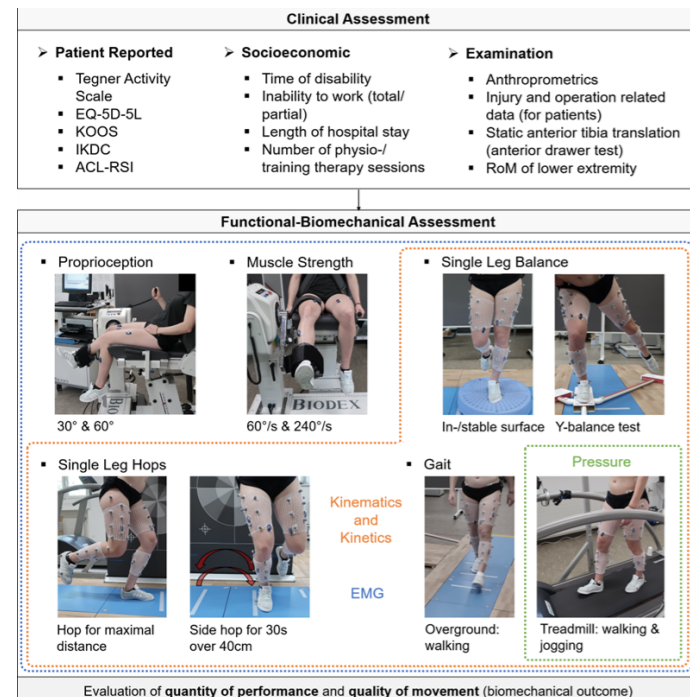 Clinical Assessment
➢ Patient Reported
▪ Tegner Activity
Scale
▪ EQ-5D-5L
▪ KOOS
▪ IKDC
▪ ACL-RSI
➢ Socioeconomic
▪ Time of disability
▪ Inability to work (total/
partial)
▪ Length of hospital stay
▪ Number of physio-/
training therapy sessions
➢ Examination
▪ Anthroprometrics
▪ Injury and operation related
data (for patients)
▪ Static anterior tibia translation
(anterior drawer test)
▪ RoM of lower extremity
Functional-Biomechanical Assessment
▪ Proprioception
30° & 60°
▪ Muscle Strength
BIODEX
60°/s & 240°/s
▪ Single Leg Balance
In-/stable surface
Y-balance test
▪ Single Leg Hops
Hop for maximal
distance
Side hop for 30s
over 40cm
Kinematics
and
Kinetics
EMG
▪ Gait
Overground:
walking
Pressure
Treadmill: walking &
jogging
Evaluation of quantity of performance and quality of movement (biomechanical outcome)